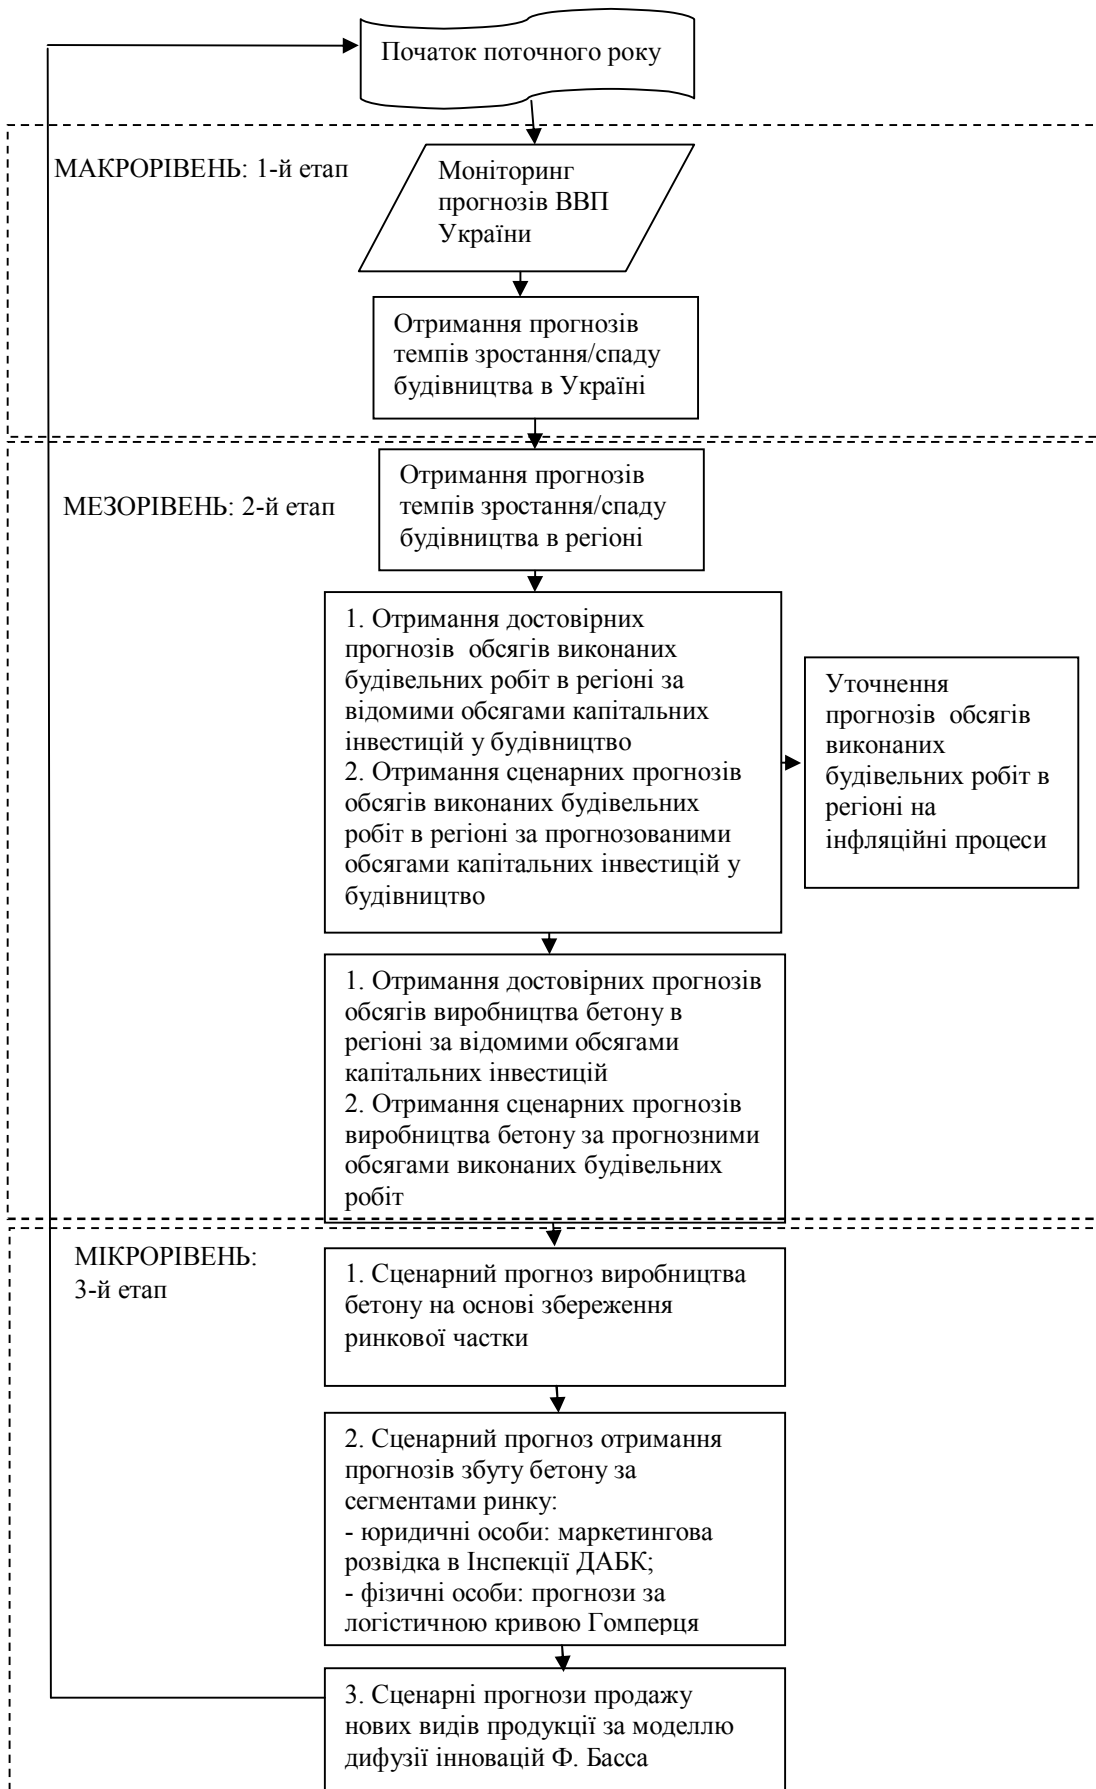 Початок поточного року
МАКРОРІВЕНЬ: 1-й етап
Моніторинг
прогнозів ВВП
України
Отримання прогнозів
темпів зростання/спаду
будівництва в Україні
МЕЗОРІВЕНЬ: 2-й етап
Отримання прогнозів
темпів зростання/спаду
будівництва в регіоні
1. Отримання достовірних
прогнозів обсягів виконаних
будівельних робіт в регіоні за
відомими обсягами капітальних
інвестицій у будівництво
2. Отримання сценарних прогнозів
обсягів виконаних будівельних
робіт в регіоні за прогнозованими
обсягами капітальних інвестицій у
будівництво
Уточнення
прогнозів обсягів
виконаних
будівельних робіт в
регіоні на
інфляційні процеси
1. Отримання достовірних прогнозів
обсягів виробництва бетону в
регіоні за відомими обсягами
капітальних інвестицій
2. Отримання сценарних прогнозів
виробництва бетону за прогнозними
обсягами виконаних будівельних
робіт
МІКРОРІВЕНЬ:
3-й етап
1. Сценарний прогноз виробництва
бетону на основі збереження
ринкової частки
2. Сценарний прогноз отримання
прогнозів збуту бетону за
сегментами ринку:
- юридичні особи: маркетингова
розвідка в Інспекції ДАБК;
- фізичні особи: прогнози за
логістичною кривою Гомперця
3. Сценарні прогнози продажу
нових видів продукції за моделлю
дифузії інновацій Ф. Басса